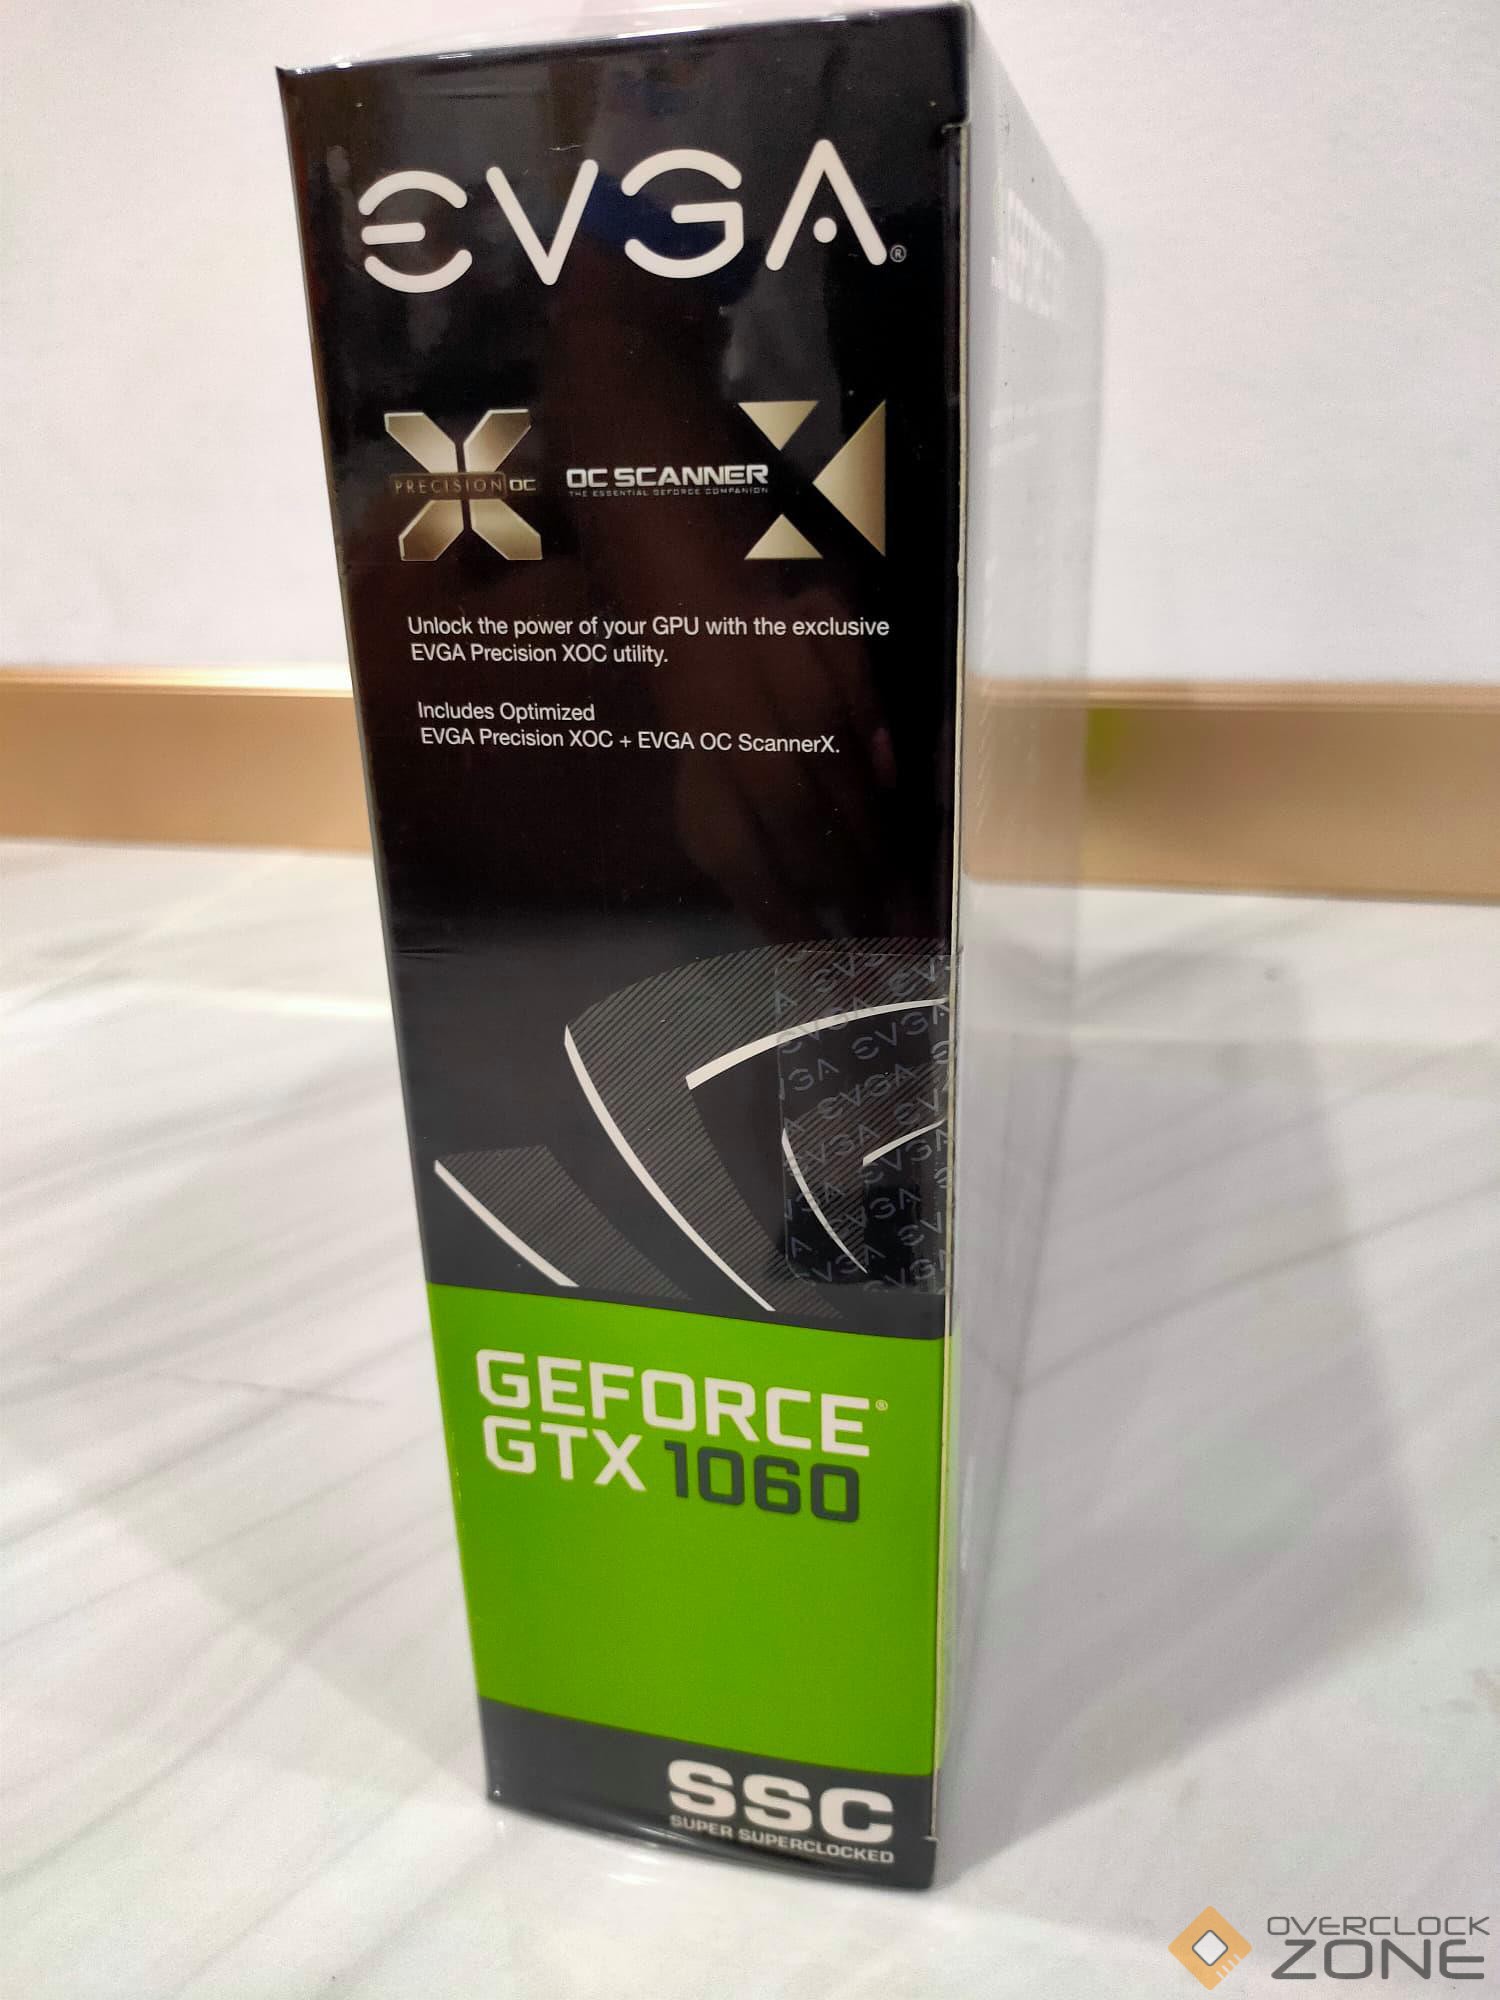 EVGA®
PRECISION OC
OC SCANNER
THE ESSENTIAL GEFORCE COMPANION
Unlock the power of your GPU with the exclusive
EVGA Precision XOC utility.
Includes Optimized
EVGA Precision XOC + EVGA OC ScannerX.
GEFORCE®
GTX 1060
SSC
SUPER SUPERCLOCKED
OVERCLOCK
ZONE